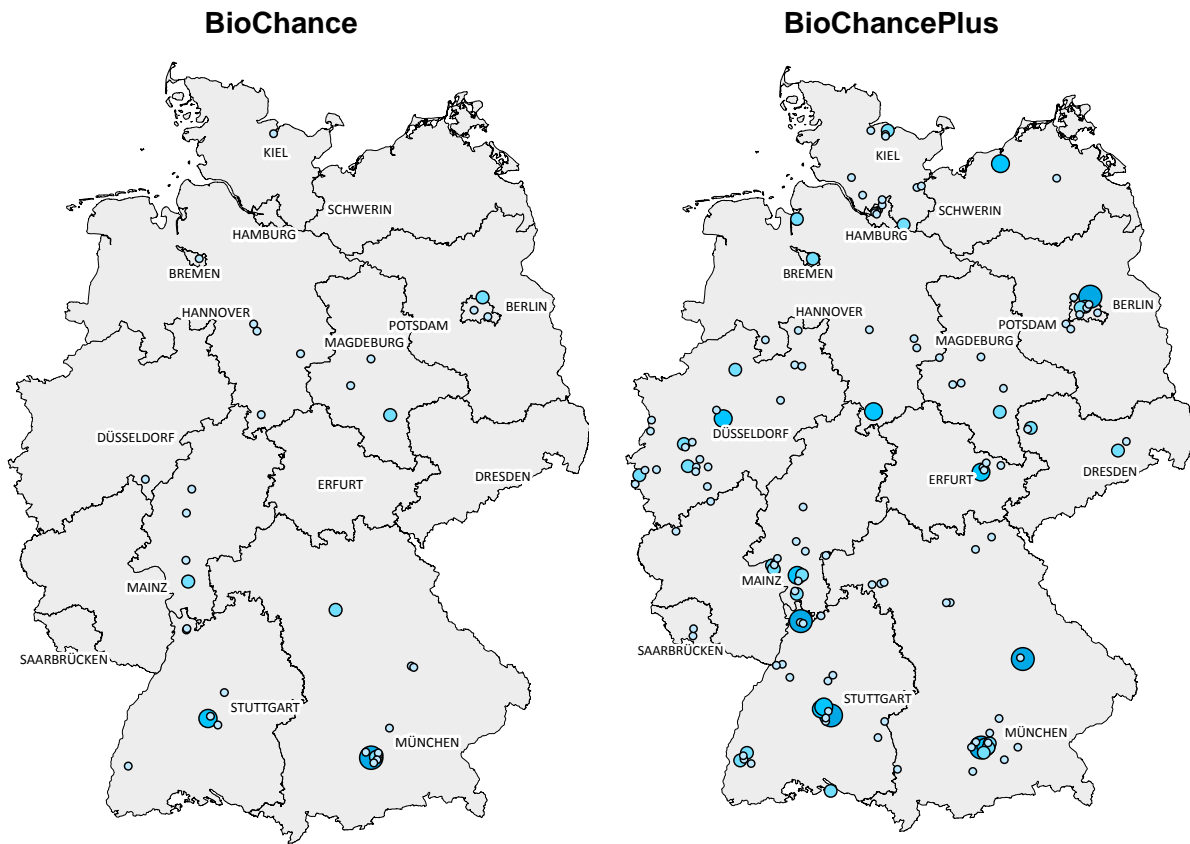 BioChance
BioChancePlus
KIEL
SCHWERIN
HAMBURG
BREMEN
HANNOVER
BERLIN
POTSDAM
MAGDEBURG
DÜSSELDORF
ERFURT
DRESDEN
MAINZ
SAARBRÜCKEN
STUTTGART
MÜNCHEN
KIEL
SCHWERIN
HAMBURG
BREMEN
HANNOVER
BERLIN
POTSDAM
MAGDEBURG
DÜSSELDORF
DRESDEN
ERFURT
MAINZ
SAARBRÜCKEN
STUTTGART
MÜNCHEN